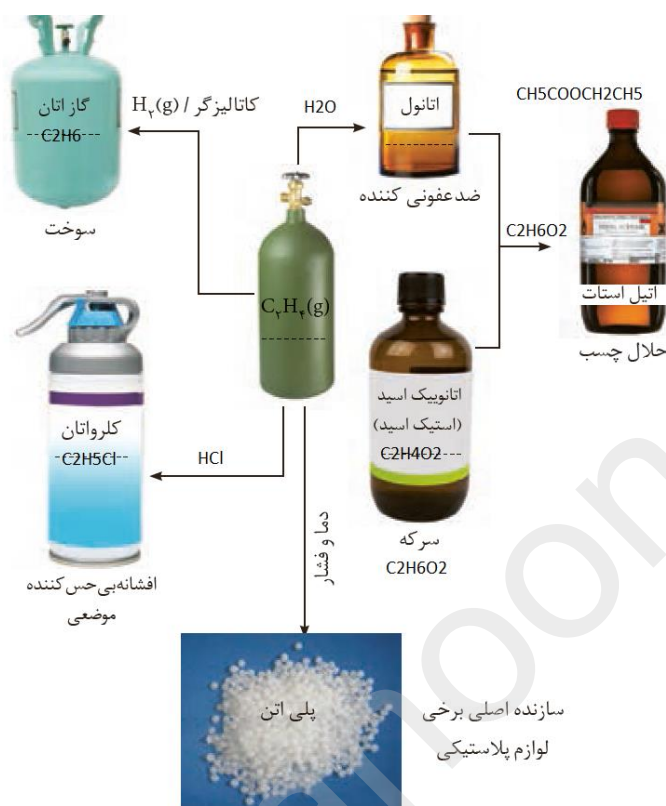 گاز اتان
C2H6
سوخت
H₂(g) / کاتالیزگر
H2O
اتانول
ضدعفونی کننده
CH5COOCH2CH5
C2H6O2
اتیل استات
حلال چسب
C₂H₄(g)
اتانوییک اسید
(استیک اسید)
C2H4O2
سرکه
C2H6O2
کلرواتان
C2H5Cl
HCl
افشانه‌بی‌حس‌کننده
موضعی
دما و فشار
پلی اتن
سازنده اصلی برخی
لوازم پلاستیکی